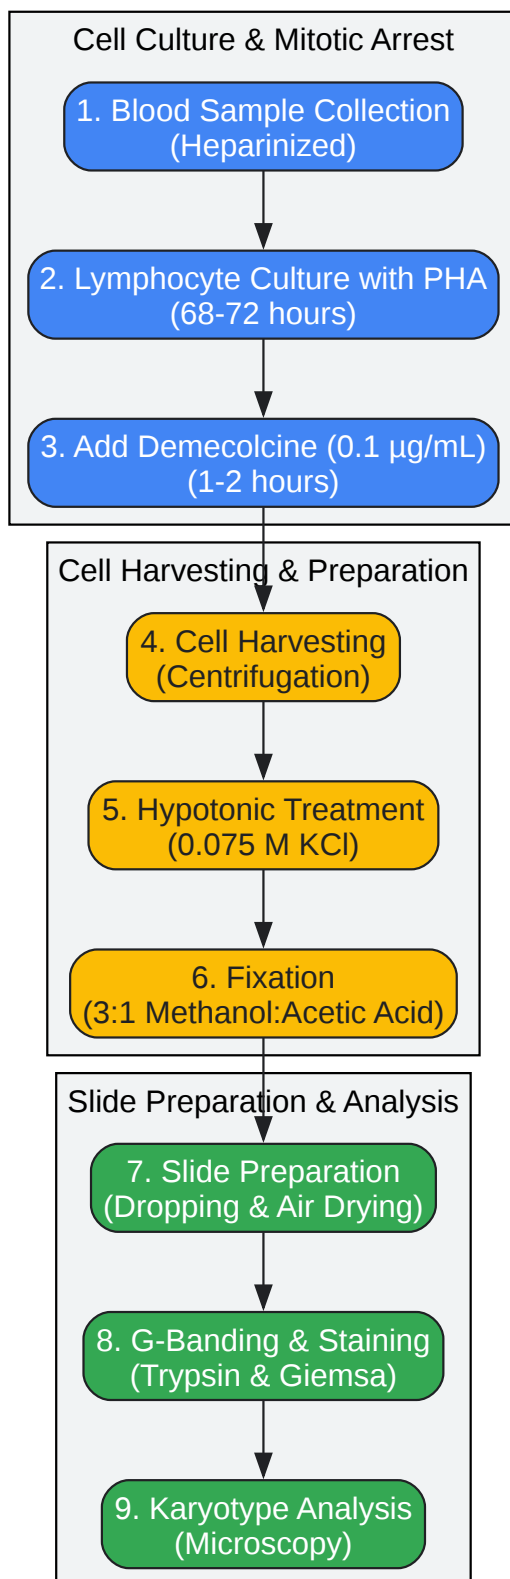 Cell Culture & Mitotic Arrest
1. Blood Sample Collection
(Heparinized)
2. Lymphocyte Culture with PHA
(68-72 hours)
3. Add Demecolcine (0.1 µg/mL)
(1-2 hours)
Cell Harvesting & Preparation
4. Cell Harvesting
(Centrifugation)
5. Hypotonic Treatment
(0.075 M KCl)
6. Fixation
(3:1 Methanol:Acetic Acid)
Slide Preparation & Analysis
7. Slide Preparation
(Dropping & Air Drying)
8. G-Banding & Staining
(Trypsin & Giemsa)
9. Karyotype Analysis
(Microscopy)